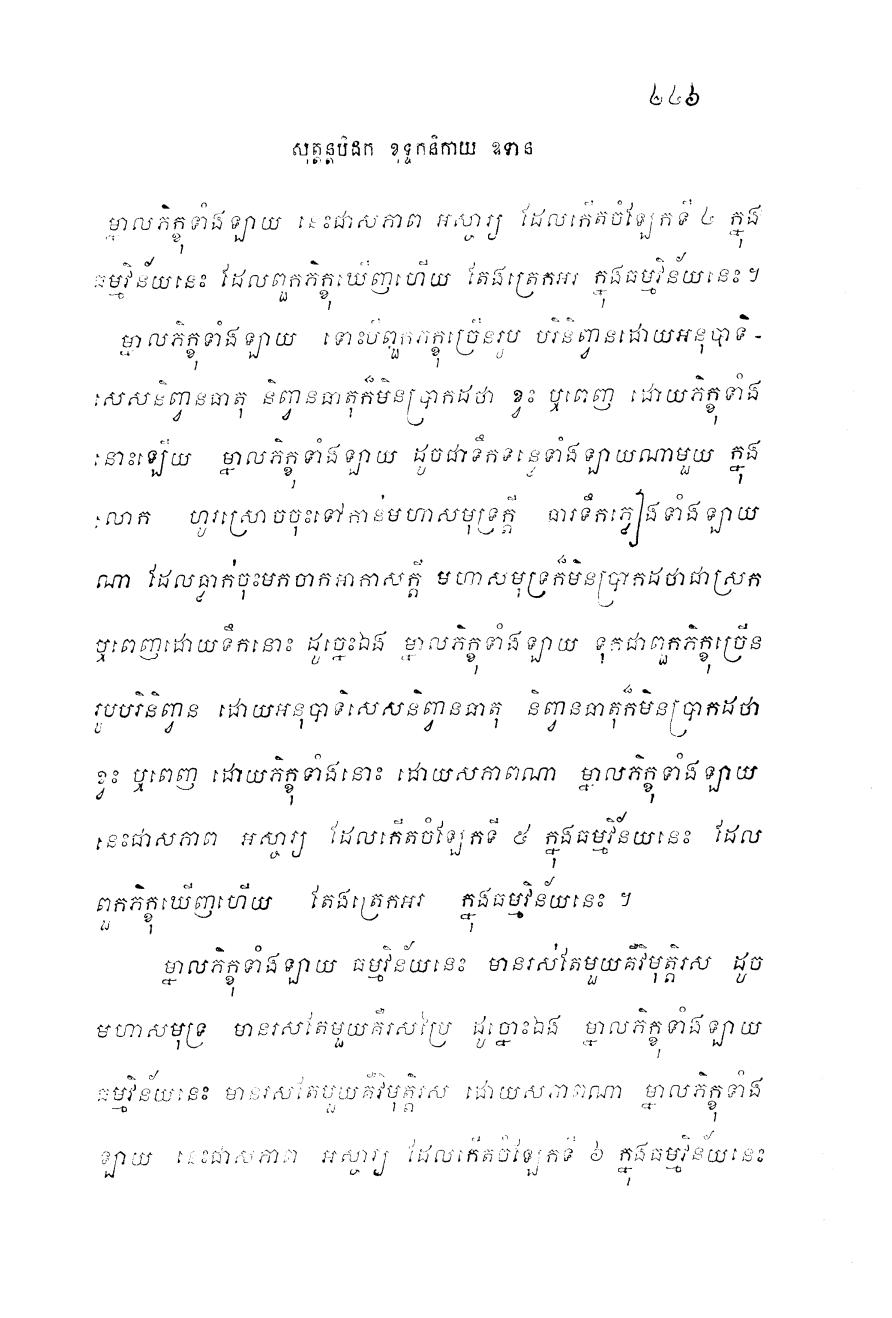 ២៤៦
សុត្តន្តបិដក ខុទ្ទកនិកាយ ឧទាន
ម្នាលភិក្ខុទាំងឡាយ នេះជាសភាព អស្ចារ្យ ដែលកើតចំឡែកទី ៤ ក្នុង
ធម្មវិន័យនេះ ដែលពួកភិក្ខុឃើញហើយ តែងត្រេកអរ ក្នុងធម្មវិន័យនេះ។
ម្នាលភិក្ខុទាំងឡាយ ទោះបីពួកភិក្ខុច្រើនរូប បរិនិព្វានដោយអនុបាទិ-
សេសនិព្វានធាតុ និព្វានធាតុក៏មិនប្រាកដថា ខ្វះ ឬពេញ ដោយភិក្ខុទាំង
នោះឡើយ ម្នាលភិក្ខុទាំងឡាយ ដូចជាទឹកទន្លេទាំងឡាយណាមួយ ក្នុង
លោក ហូរស្រោចចុះទៅកាន់មហាសមុទ្រក្តី ធារទឹកភ្លៀងទាំងឡាយ
ណា ដែលធ្លាក់ចុះមកចាកអាកាសក្តី មហាសមុទ្រក៏មិនប្រាកដថាជាស្រក
ឬពេញដោយទឹកនោះ ដូច្នេះឯង ម្នាលភិក្ខុទាំងឡាយ ទុកជាពួកភិក្ខុច្រើន
រូបបរិនិព្វាន ដោយអនុបាទិសេសនិព្វានធាតុ និព្វានធាតុក៏មិនប្រាកដថា
ខ្វះ ឬពេញ ដោយភិក្ខុទាំងនោះ ដោយសភាពណា ម្នាលភិក្ខុទាំងឡាយ
នេះជាសភាព អស្ចារ្យ ដែលកើតចំឡែកទី ៥ ក្នុងធម្មវិន័យនេះ ដែល
ពួកភិក្ខុឃើញហើយ តែងត្រេកអរ ក្នុងធម្មវិន័យនេះ ។
ម្នាលភិក្ខុទាំងឡាយ ធម្មវិន័យនេះ មានរស់តែមួយគឺវិមុត្តិរស ដូច
មហាសមុទ្រ មានរសតែមួយគឺរសប្រៃ ដូច្នោះឯង ម្នាលភិក្ខុទាំងឡាយ
ធម្មវិន័យនេះ មានរសតែមួយគឺវិមុត្តិរស ដោយសភាពណា ម្នាលភិក្ខុទាំង
ឡាយ នេះជាសភាព អស្ចារ្យ ដែលកើតចំឡែកទី ៦ ក្នុងធម្មវិន័យនេះ